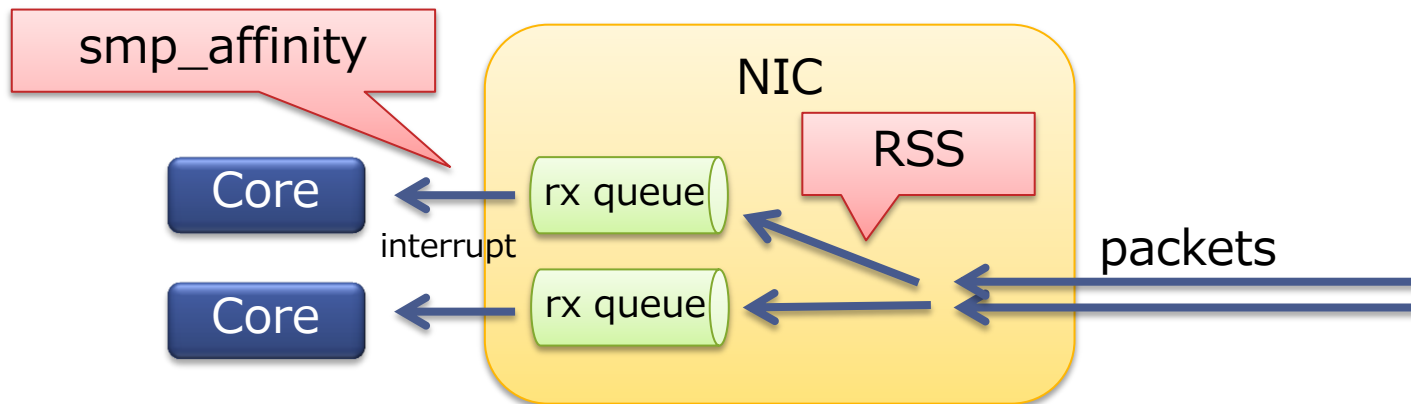 smp_affinity
NIC
RSS
Core
rx queue
interrupt
packets
Core
rx queue